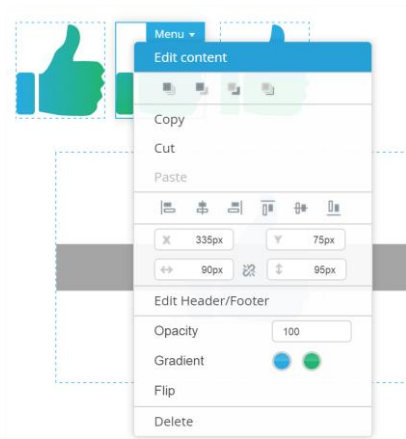 Menu
Edit content
Copy
Cut
Paste
X 335px Y 75px
90px 95px
Edit Header/Footer
Opacity 100
Gradient
Flip
Delete